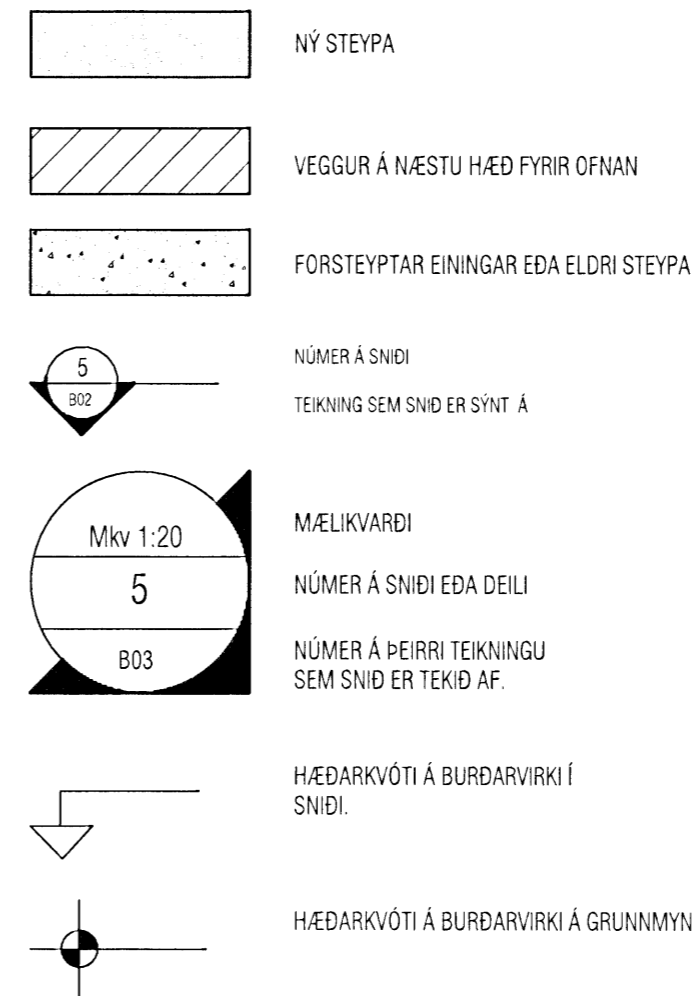 NÝ STEYPA
VEGGUR Á NÆSTU HÆÐ FYRIR OFNAN
FORSTEYPTAR EININGAR EÐA ELDRI STEYPA
5
B02
NÚMER Á SNIÐI
TEIKNING SEM SNIÐ ER SÝNT Á
Mkv 1:20
5
B03
MÆLIKVARÐI
NÚMER Á SNIÐI EÐA DEILI
NÚMER Á ÞEIRRI TEIKNINGU
SEM SNIÐ ER TEKIÐ AF.
HÆÐARKVÓTI Á BURÐARVIRKI Í
SNIÐI.
HÆÐARKVÓTI Á BURÐARVIRKI Á GRUNNMYN